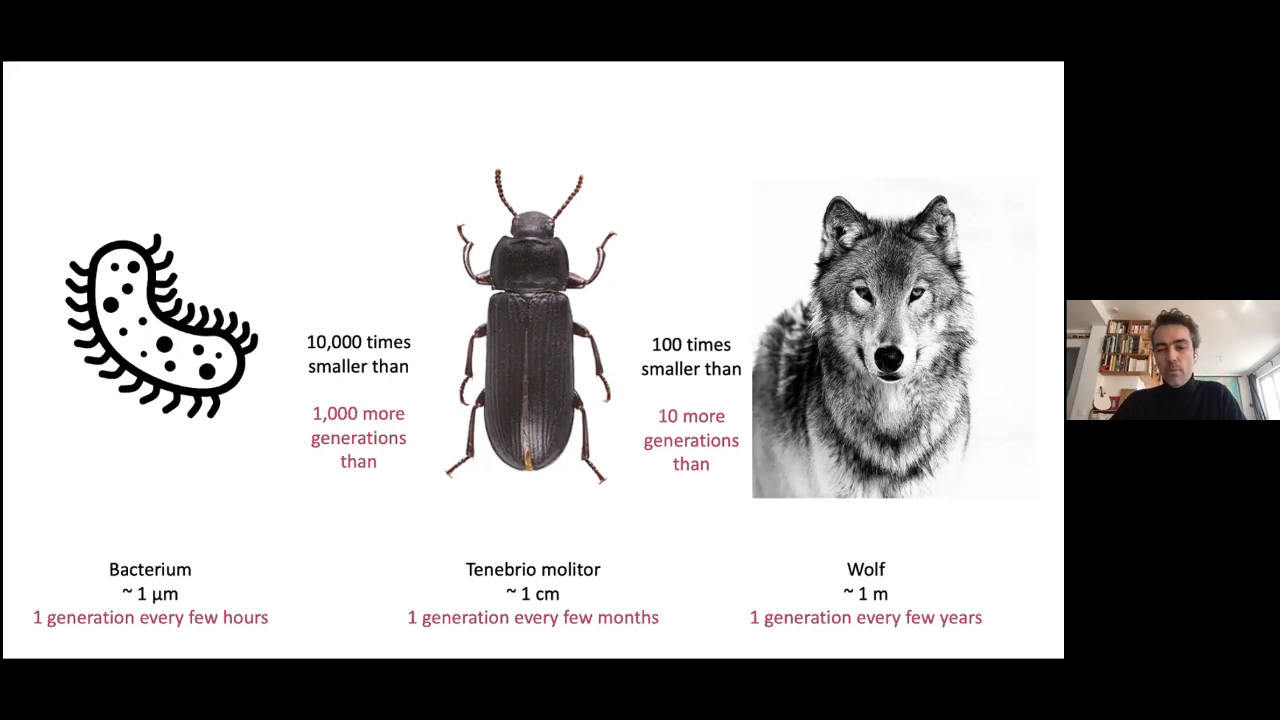 10,000 times
smaller than
1,000 more
generations
than
100 times
smaller than
10 more
generations
than
Bacterium
~ 1 μm
1 generation every few hours
Tenebrio molitor
~ 1 cm
1 generation every few months
Wolf
~ 1 m
1 generation every few years